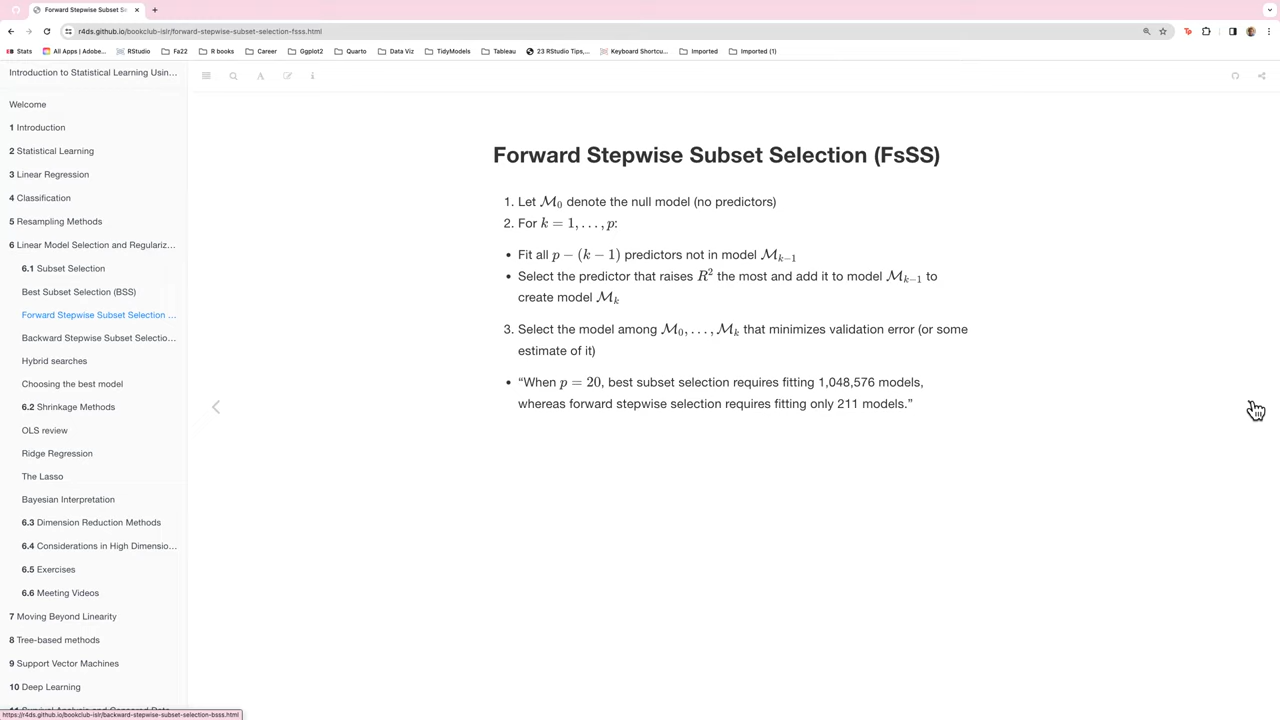 Forward Stepwise Subset Selec
r4ds.github.io/bookclub-islr/forward-stepwise-subset-selection-fsss.html
Stats
All Apps | Adobe...
RStudio
Fa22
R books
Career
Ggplot2
Quarto
Data Viz
TidyModels
Tableau
23 RStudio Tips,...
Keyboard Shortcu...
Imported
Imported (1)
Introduction to Statistical Learning Usin...
Welcome
1 Introduction
2 Statistical Learning
3 Linear Regression
4 Classification
5 Resampling Methods
6 Linear Model Selection and Regulariz...
6.1 Subset Selection
Best Subset Selection (BSS)
Forward Stepwise Subset Selection ...
Backward Stepwise Subset Selectio...
Hybrid searches
Choosing the best model
6.2 Shrinkage Methods
OLS review
Ridge Regression
The Lasso
Bayesian Interpretation
6.3 Dimension Reduction Methods
6.4 Considerations in High Dimensio...
6.5 Exercises
6.6 Meeting Videos
7 Moving Beyond Linearity
8 Tree-based methods
9 Support Vector Machines
10 Deep Learning
https://r4ds.github.io/bookclub-islr/backward-stepwise-subset-selection-bsss.html
Forward Stepwise Subset Selection (FsSS)
1. Let ℳ₀ denote the null model (no predictors)
2. For k = 1, . . . , p:
• Fit all p − (k − 1) predictors not in model ℳₖ₋₁
• Select the predictor that raises R² the most and add it to model ℳₖ₋₁ to
create model ℳₖ
3. Select the model among ℳ₀, . . . , ℳₖ that minimizes validation error (or some
estimate of it)
• “When p = 20, best subset selection requires fitting 1,048,576 models,
whereas forward stepwise selection requires fitting only 211 models.”